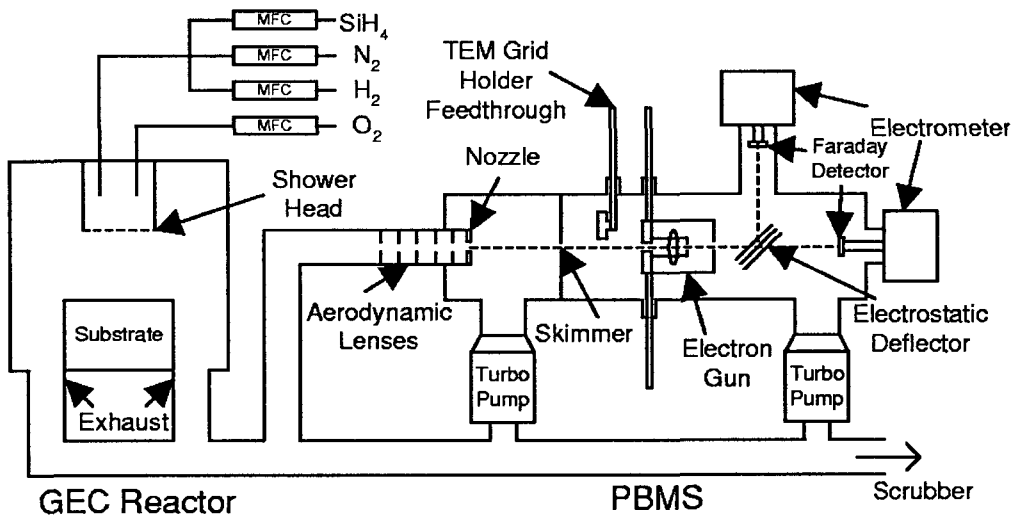 MFC SiH4
MFC N2
MFC H2
MFC O2
TEM Grid
Holder
Feedthrough
Electrometer
Faraday
Detector
Nozzle
Shower
Head
Aerodynamic
Lenses
Skimmer
Electrostatic
Deflector
Electron
Gun
Substrate
Turbo
Pump
Turbo
Pump
Exhaust
Scrubber
GEC Reactor
PBMS